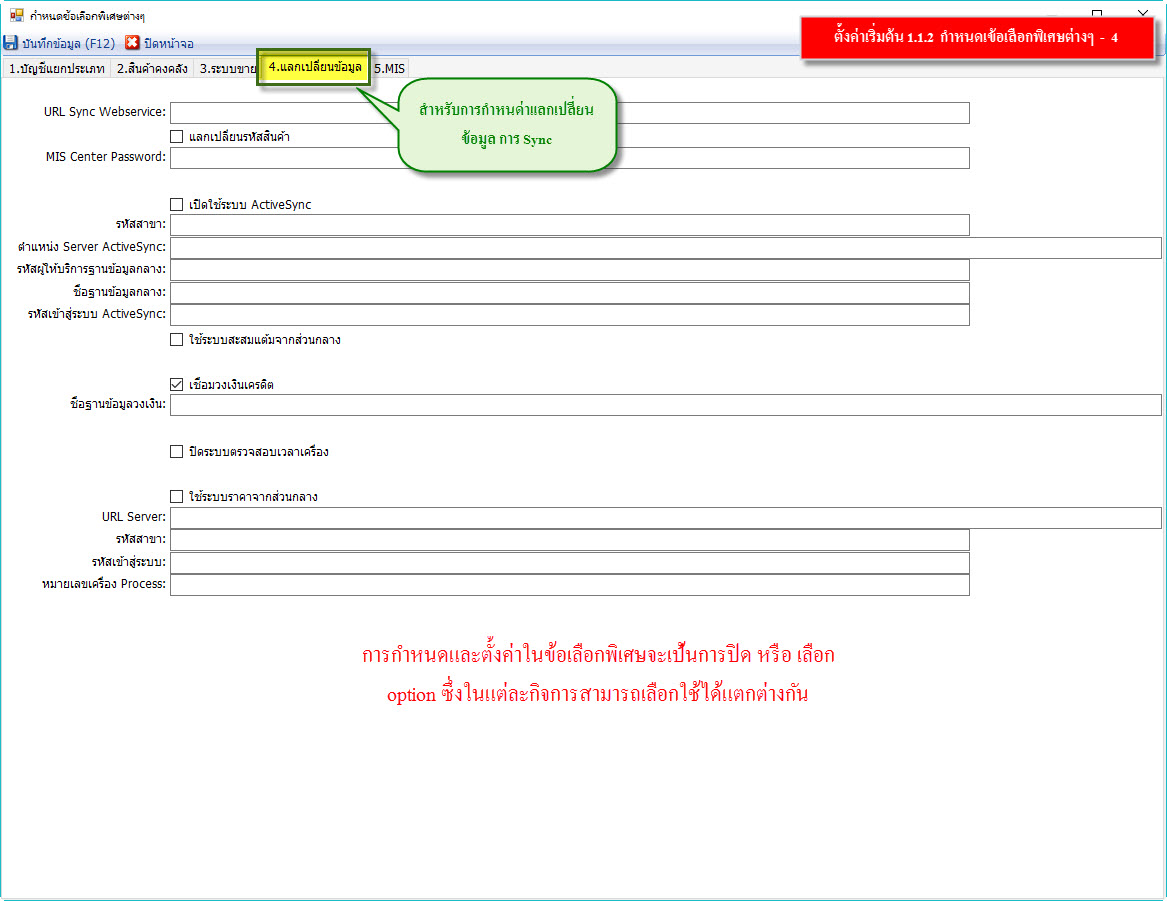 กำหนดข้อเลือกพิเศษต่างๆ
บันทึกข้อมูล (F12) ปิดหน้าจอ
ตั้งค่าเริ่มต้น 1.1.2 กำหนดเข้อเลือกพิเศษต่างๆ - 4
1.บัญชีแยกประเภท 2.สินค้าคงคลัง 3.ระบบขาย 4.แลกเปลี่ยนข้อมูล 5.MIS
สำหรับการกำหนด่าแลกเปลี่ยน
ข้อมูล การ Sync
URL Sync Webservice:
แลกเปลี่ยนรหัสสินค้า
MIS Center Password:
เปิดใช้ระบบ ActiveSync
รหัสสาขา:
ตำแหน่ง Server ActiveSync:
รหัสผู้ให้บริการฐานข้อมูลกลาง:
ชื่อฐานข้อมูลกลาง:
รหัสเข้าสู่ระบบ ActiveSync:
ใช้ระบบสะสมแต้มจากส่วนกลาง
เชื่อมวงเงินเครดิต
ชื่อฐานข้อมูลวงเงิน:
ปิดระบบตรวจสอบเวลาเครื่อง
ใช้ระบบราคาจากส่วนกลาง
URL Server:
รหัสสาขา:
รหัสเข้าสู่ระบบ:
หมายเลขเครื่อง Process:
การกำหนดและตั้งค่าในข้อเลือกพิเศษจะเป็นการปิด หรือ เลือก
option ซึ่งในแต่ละกิจการสามารถเลือกใช้ได้แตกต่างกัน